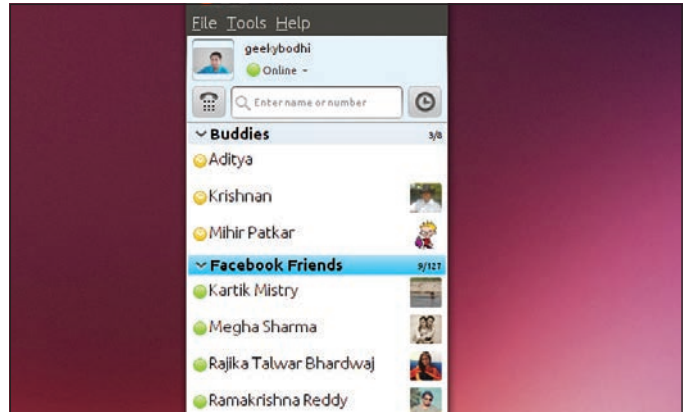 File Tools Help
geekybodhi
Online
Enter name or number
Buddies 3/8
Aditya
Krishnan
Mihir Patkar
Facebook Friends 9/127
Kartik Mistry
Megha Sharma
Rajika Talwar Bhardwaj
Ramakrishna Reddy